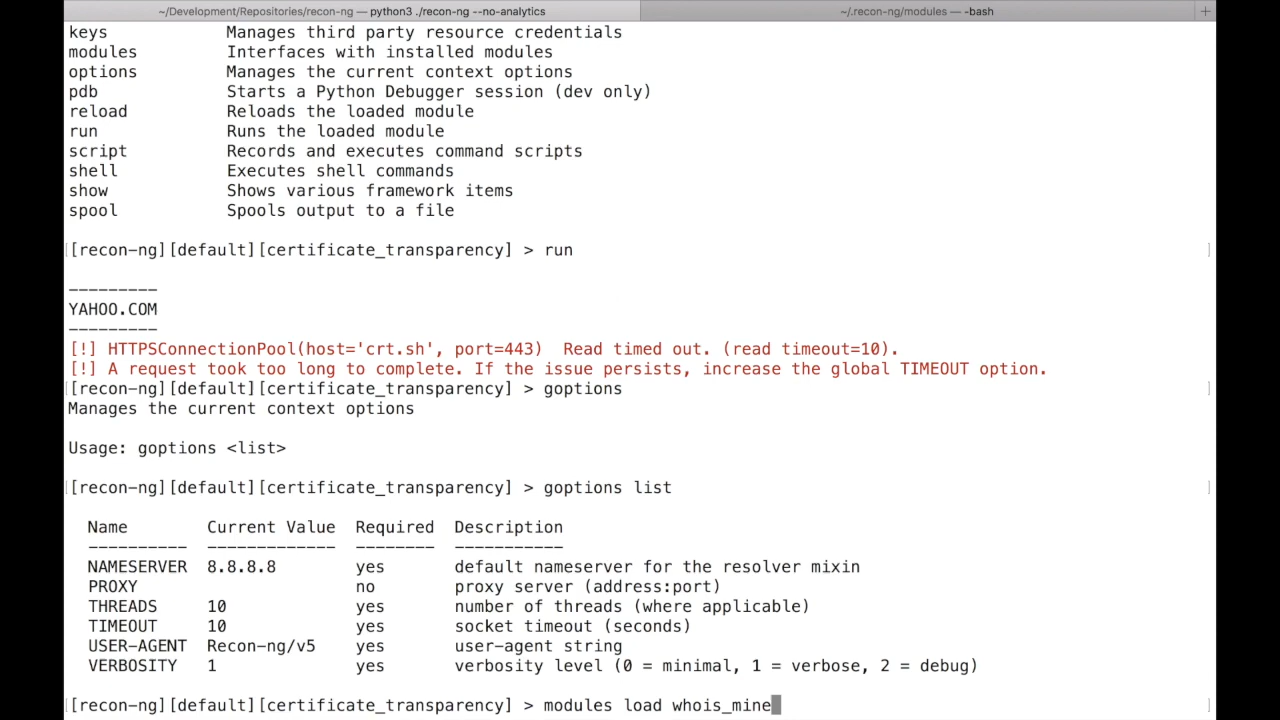 ~/Development/Repositories/recon-ng — python3 ./recon-ng --no-analytics
~/.recon-ng/modules — -bash
+
keys Manages third party resource credentials
modules Interfaces with installed modules
options Manages the current context options
pdb Starts a Python Debugger session (dev only)
reload Reloads the loaded module
run Runs the loaded module
script Records and executes command scripts
shell Executes shell commands
show Shows various framework items
spool Spools output to a file
[recon-ng][default][certificate_transparency] > run
---------
YAHOO.COM
---------
[!] HTTPSConnectionPool(host='crt.sh', port=443) Read timed out. (read timeout=10).
[!] A request took too long to complete. If the issue persists, increase the global TIMEOUT option.
[recon-ng][default][certificate_transparency] > goptions
Manages the current context options
Usage: goptions <list>
[recon-ng][default][certificate_transparency] > goptions list
Name Current Value Required Description
---------- ------------- -------- -----------
NAMESERVER 8.8.8.8 yes default nameserver for the resolver mixin
PROXY no proxy server (address:port)
THREADS 10 yes number of threads (where applicable)
TIMEOUT 10 yes socket timeout (seconds)
USER-AGENT Recon-ng/v5 yes user-agent string
VERBOSITY 1 yes verbosity level (0 = minimal, 1 = verbose, 2 = debug)
[recon-ng][default][certificate_transparency] > modules load whois_mine